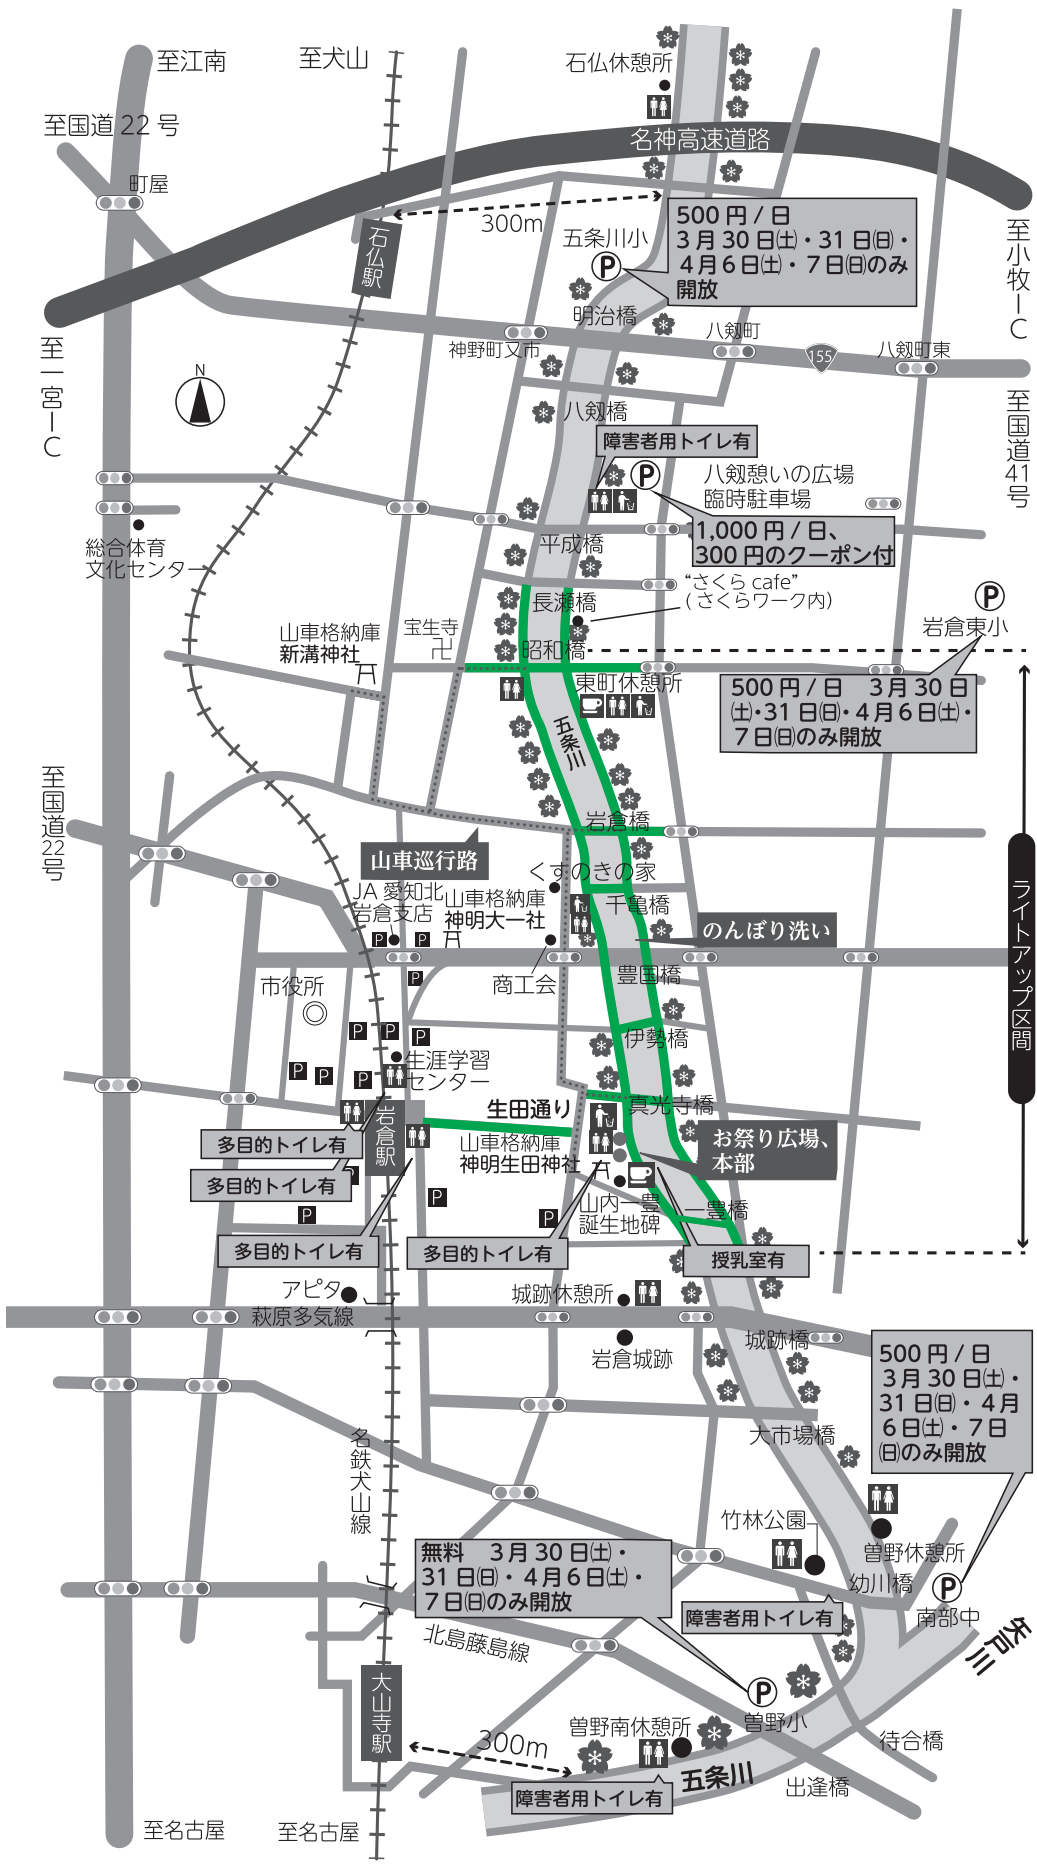 至江南
至犬山
石仏休憩所
至国道22号
名神高速道路
町屋
300m
石仏駅
五条川小
P
500円/日
3月30日㈯・31日㈰・
4月6日㈯・7日㈰のみ
開放
至小牧IC
明治橋
至一宮IC
神野町又市
八剱町
155
八剱町東
N
至国道41号
八剱橋
障害者用トイレ有
P
八剱憩いの広場
臨時駐車場
1,000円/日、
300円のクーポン付
総合体育
文化センター
平成橋
"さくらcafe"
(さくらワーク内)
長瀬橋
P
岩倉東小
山車格納庫
新溝神社
宝生寺
卍
昭和橋
東町休憩所
500円/日 3月30日
㈯・31日㈰・4月6日㈯・
7日㈰のみ開放
五条川
至国道22号
岩倉橋
山車巡行路
くすのきの家
JA愛知北
岩倉支店
山車格納庫
神明大一社
千亀橋
のんぼり洗い
ライトアップ区間
P
P
P
豊国橋
商工会
市役所
伊勢橋
P
P
P
生涯学習
センター
P
P
P
生田通り
真光寺橋
岩倉駅
多目的トイレ有
山車格納庫
神明生田神社
お祭り広場、
本部
多目的トイレ有
P
P
P
P
山内一豊
誕生地碑
一豊橋
多目的トイレ有
多目的トイレ有
授乳室有
アピタ
城跡休憩所
萩原多気線
岩倉城跡
城跡橋
500円/日
3月30日㈯・
31日㈰・4月
6日㈯・7日
㈰のみ開放
大市場橋
名鉄犬山線
竹林公園
曽野休憩所
無料 3月30日㈯・
31日㈰・4月6日㈯・
7日㈰のみ開放
幼川橋
P
南部中
障害者用トイレ有
矢戸川
北島藤島線
大山寺駅
P
曽野小
300m
曽野南休憩所
待合橋
五条川
出逢橋
障害者用トイレ有
至名古屋
至名古屋